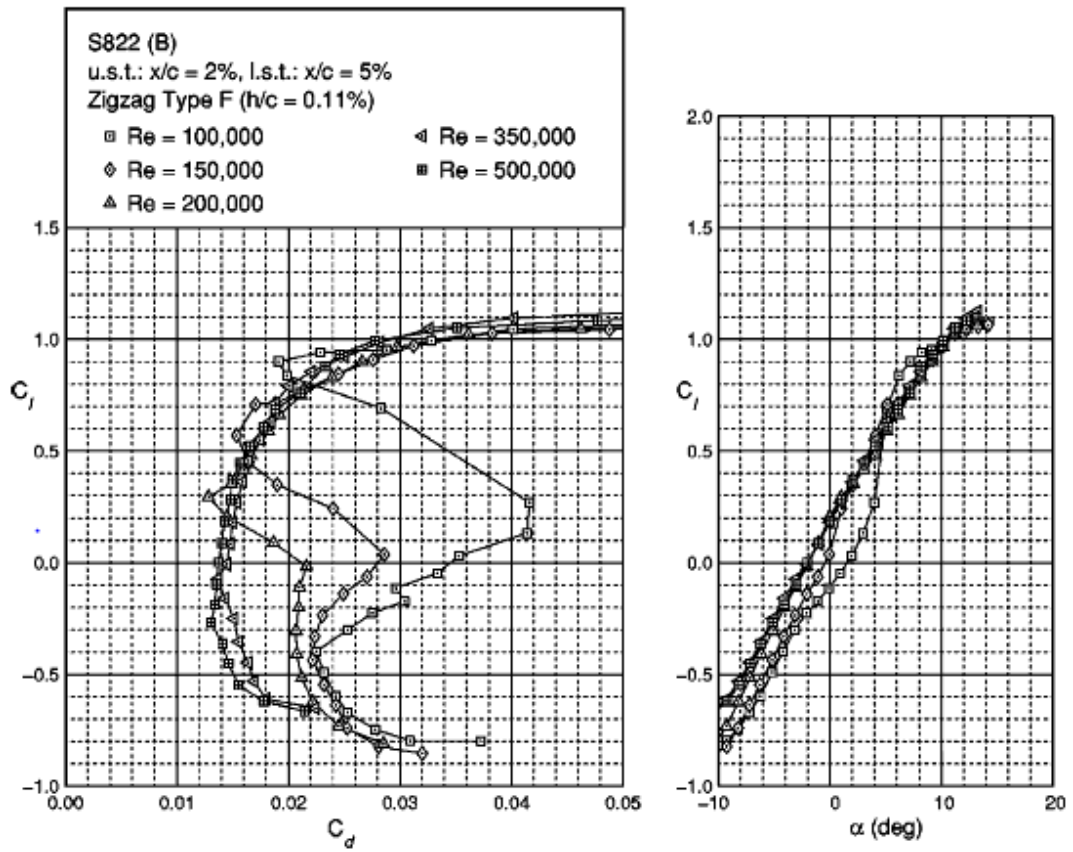 S822 (B)
u.s.t.: x/c = 2%, l.s.t.: x/c = 5%
Zigzag Type F (h/c = 0.11%)
Re = 100,000
Re = 150,000
Re = 200,000
Re = 350,000
Re = 500,000
1.5
1.0
C_l
0.5
0.0
−0.5
−1.0
0.00
0.01
0.02
0.03
0.04
0.05
C_d
2.0
1.5
1.0
C_l
0.5
0.0
−0.5
−1.0
−10
0
10
20
α (deg)